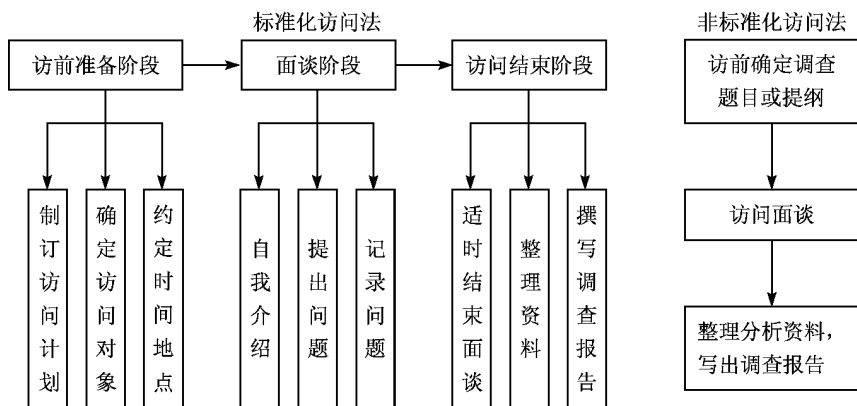 标准化访问法
访前准备阶段
面谈阶段
访问结束阶段
制订访问计划
确定访问对象
约定时间地点
自我介绍
提出问题
记录问题
适时结束面谈
整理资料
撰写调查报告
非标准化访问法
访前确定调查
题目或提纲
访问面谈
整理分析资料，
写出调查报告